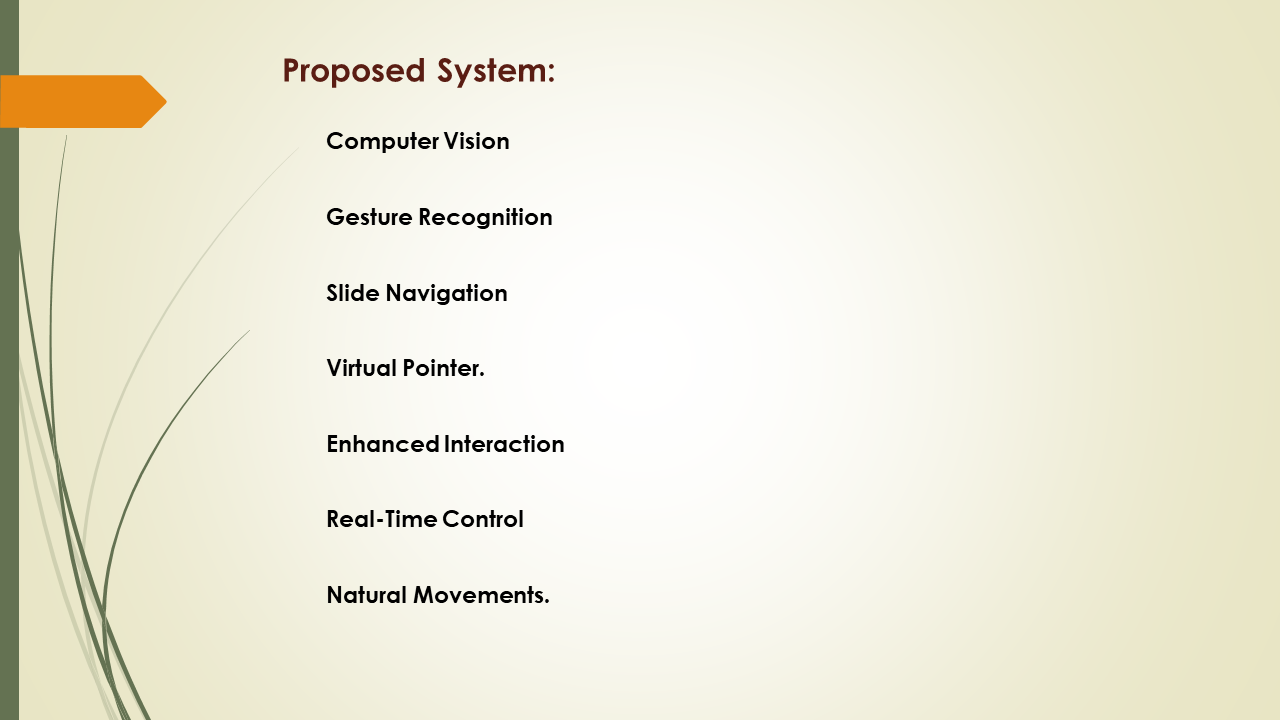 Proposed System:
Computer Vision
Gesture Recognition
Slide Navigation
Virtual Pointer.
Enhanced Interaction
Real-Time Control
Natural Movements.